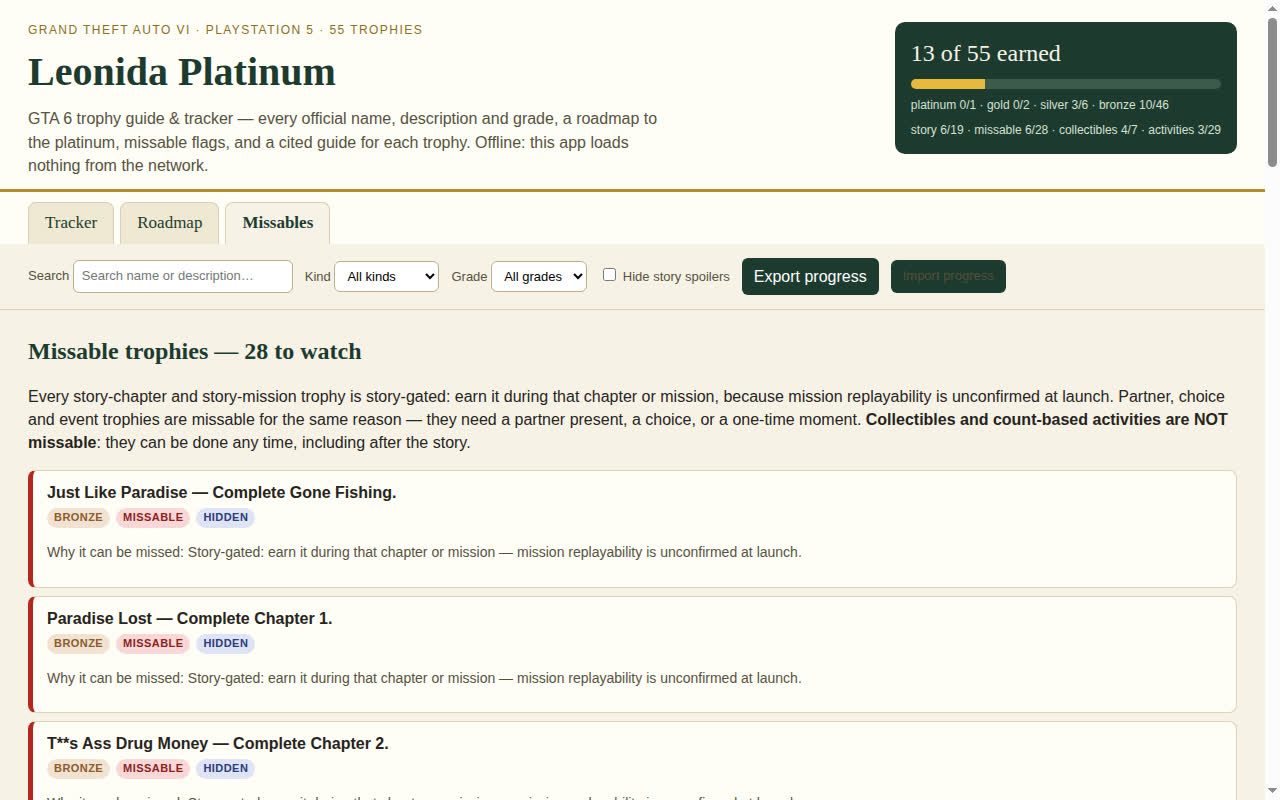 GRAND THEFT AUTO VI · PLAYSTATION 5 · 55 TROPHIES
Leonida Platinum
GTA 6 trophy guide & tracker — every official name, description and grade, a roadmap to
the platinum, missable flags, and a cited guide for each trophy. Offline: this app loads
nothing from the network.
13 of 55 earned
platinum 0/1 · gold 0/2 · silver 3/6 · bronze 10/46
story 6/19 · missable 6/28 · collectibles 4/7 · activities 3/29
Tracker Roadmap Missables
Search Search name or description… Kind All kinds Grade All grades Hide story spoilers Export progress Import progress
Missable trophies — 28 to watch
Every story-chapter and story-mission trophy is story-gated: earn it during that chapter or mission, because mission replayability is unconfirmed at launch. Partner, choice
and event trophies are missable for the same reason — they need a partner present, a choice, or a one-time moment. Collectibles and count-based activities are NOT
missable: they can be done any time, including after the story.
Just Like Paradise — Complete Gone Fishing.
BRONZE MISSABLE HIDDEN
Why it can be missed: Story-gated: earn it during that chapter or mission — mission replayability is unconfirmed at launch.
Paradise Lost — Complete Chapter 1.
BRONZE MISSABLE HIDDEN
Why it can be missed: Story-gated: earn it during that chapter or mission — mission replayability is unconfirmed at launch.
T**s Ass Drug Money — Complete Chapter 2.
BRONZE MISSABLE HIDDEN